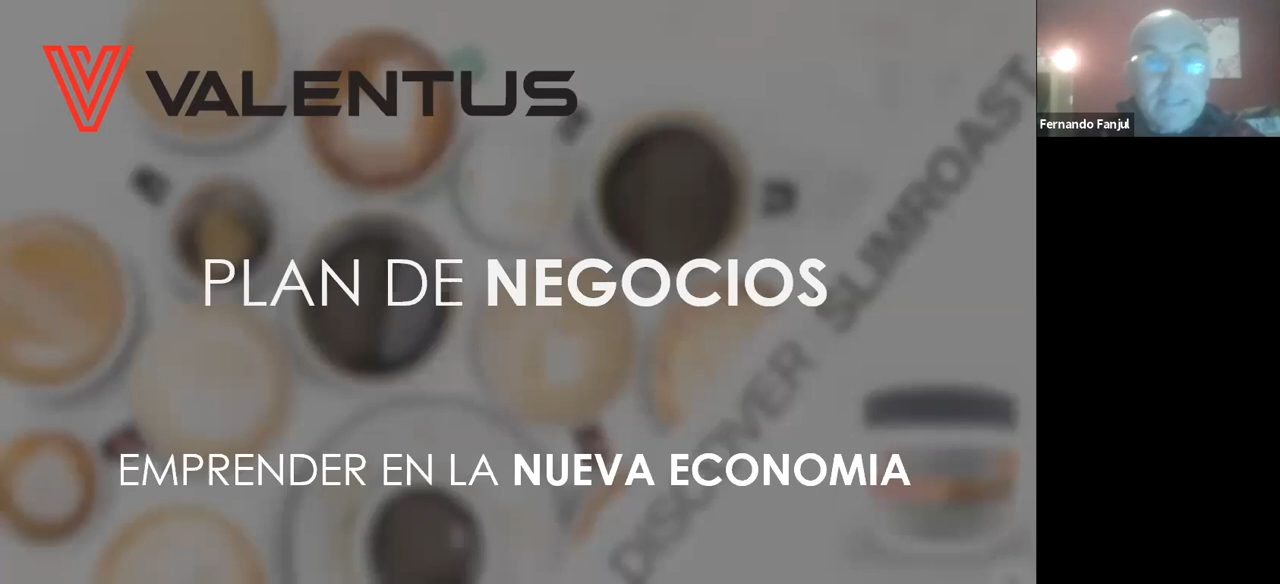 VALENTUS
Fernando Fanjul
PLAN DE NEGOCIOS
EMPRENDER EN LA NUEVA ECONOMIA
DISCOVER SLIMROAST